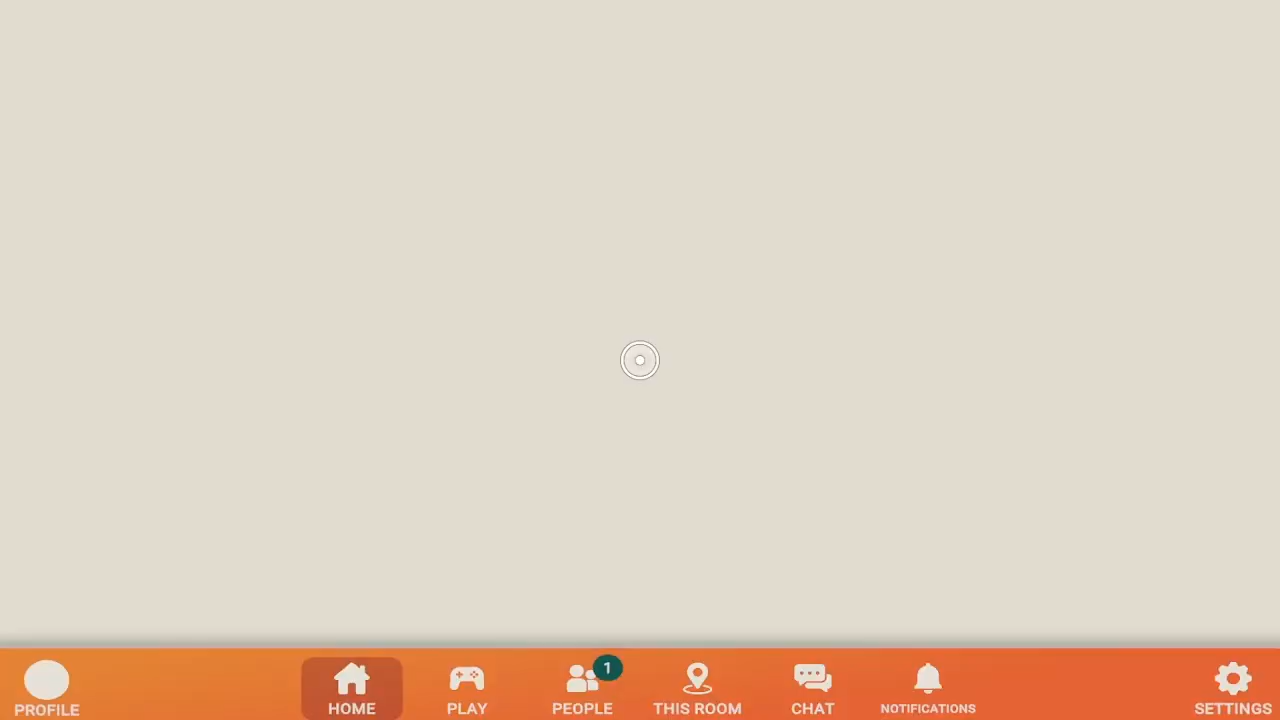 1
PROFILE
HOME
PLAY
PEOPLE
THIS ROOM
CHAT
NOTIFICATIONS
SETTINGS